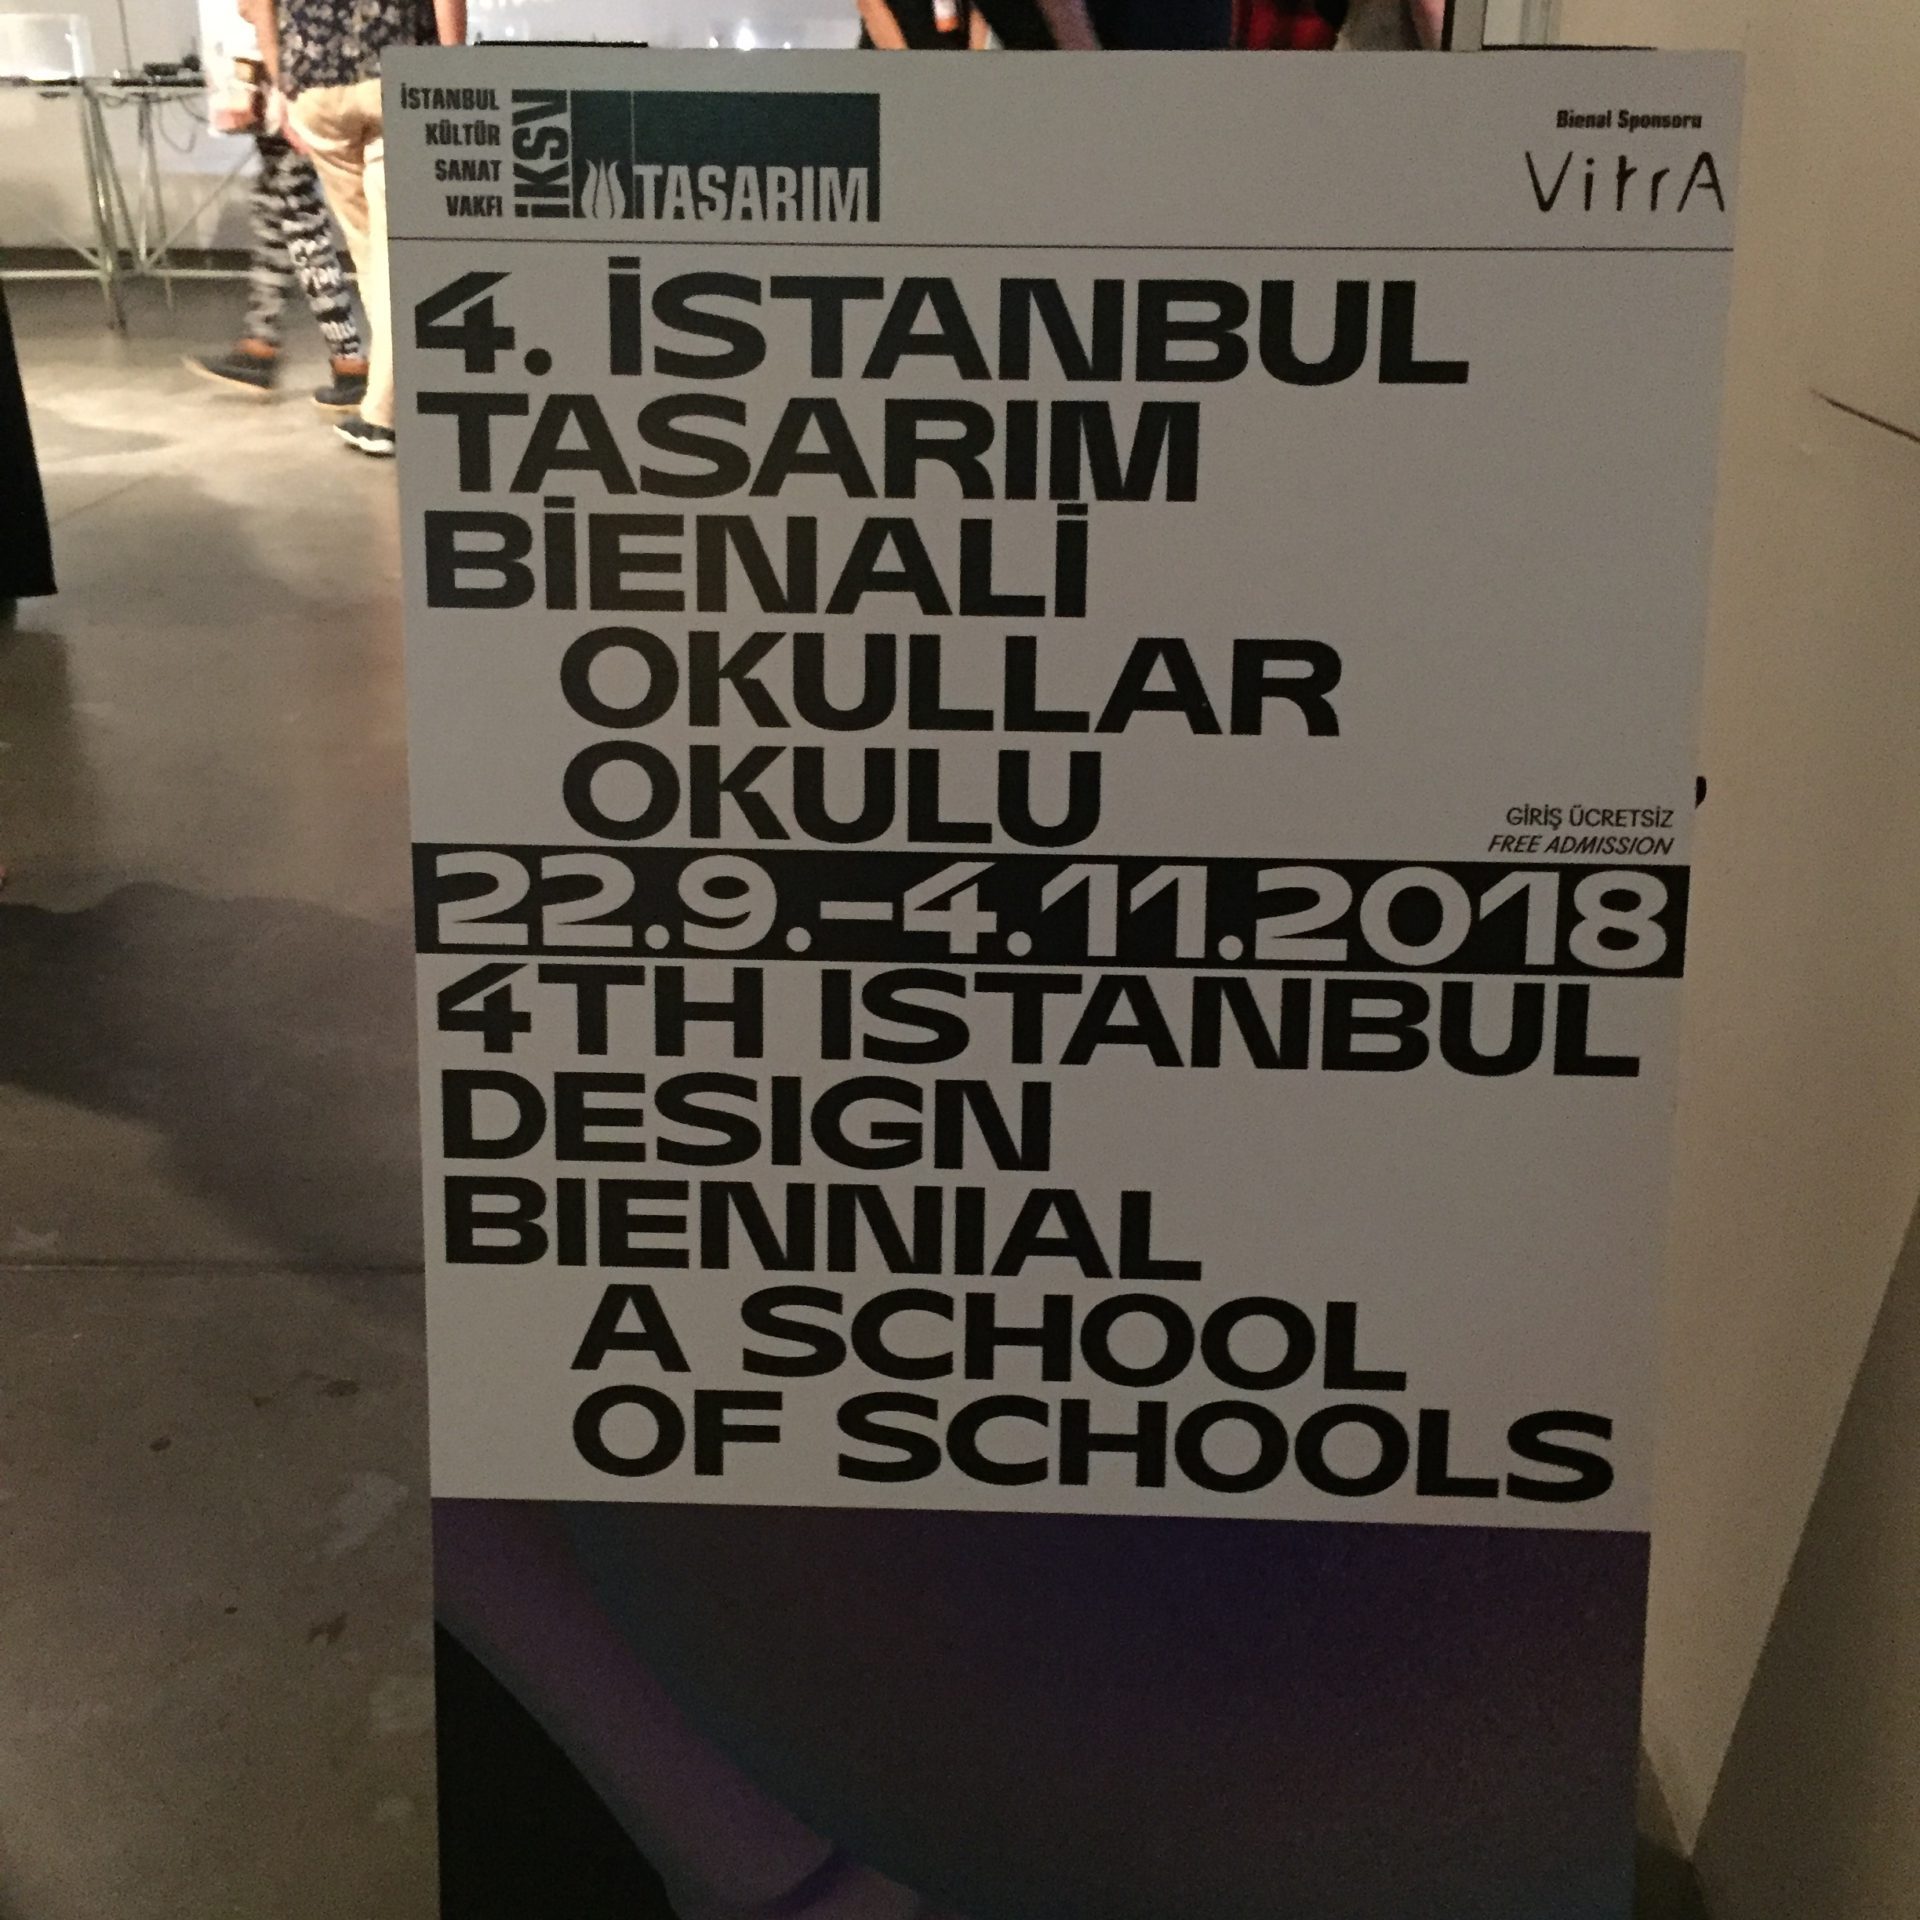 İSTANBUL
KÜLTÜR
SANAT
VAKFI
İKSV
TASARIM
Bienal Sponsoru
VitrA
4. İSTANBUL
TASARIM
BİENALİ
OKULLAR
OKULU
GİRİŞ ÜCRETSİZ
FREE ADMISSION
22.9.–4.11.2018
4TH ISTANBUL
DESIGN
BIENNIAL
A SCHOOL
OF SCHOOLS